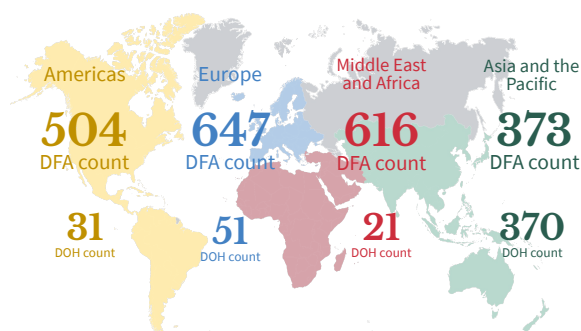 Americas
504
DFA count
31
DOH count
Europe
647
DFA count
51
DOH count
Middle East
and Africa
616
DFA count
21
DOH count
Asia and the
Pacific
373
DFA count
370
DOH count